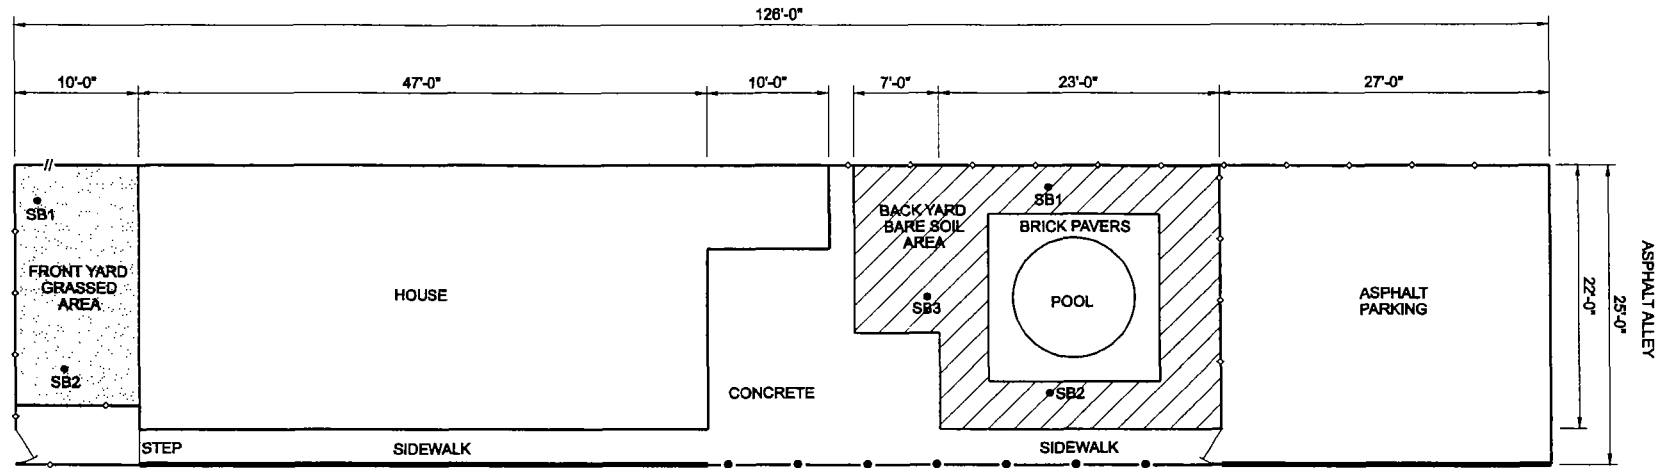 126'-0"
10'-0"
47'-0"
10'-0"
7'-0"
23'-0"
27'-0"
SB1
FRONT YARD
GRASSED
AREA
SB2
HOUSE
BACK YARD
BARE SOIL
AREA
SB1
BRICK PAVERS
SB3
POOL
SB2
CONCRETE
ASPHALT
PARKING
22'-0"
25'-0"
ASPHALT ALLEY
STEP
SIDEWALK
SIDEWALK